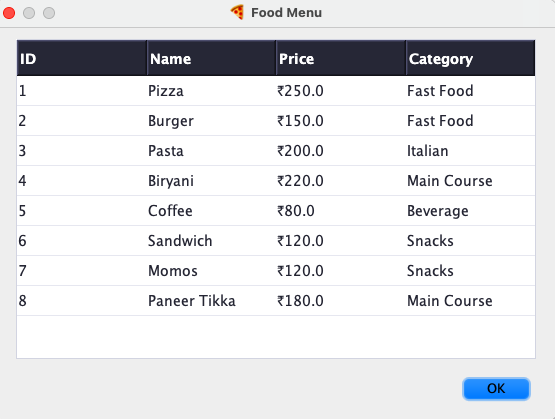 🍕 Food Menu
ID Name Price Category
1 Pizza ₹250.0 Fast Food
2 Burger ₹150.0 Fast Food
3 Pasta ₹200.0 Italian
4 Biryani ₹220.0 Main Course
5 Coffee ₹80.0 Beverage
6 Sandwich ₹120.0 Snacks
7 Momos ₹120.0 Snacks
8 Paneer Tikka ₹180.0 Main Course
OK